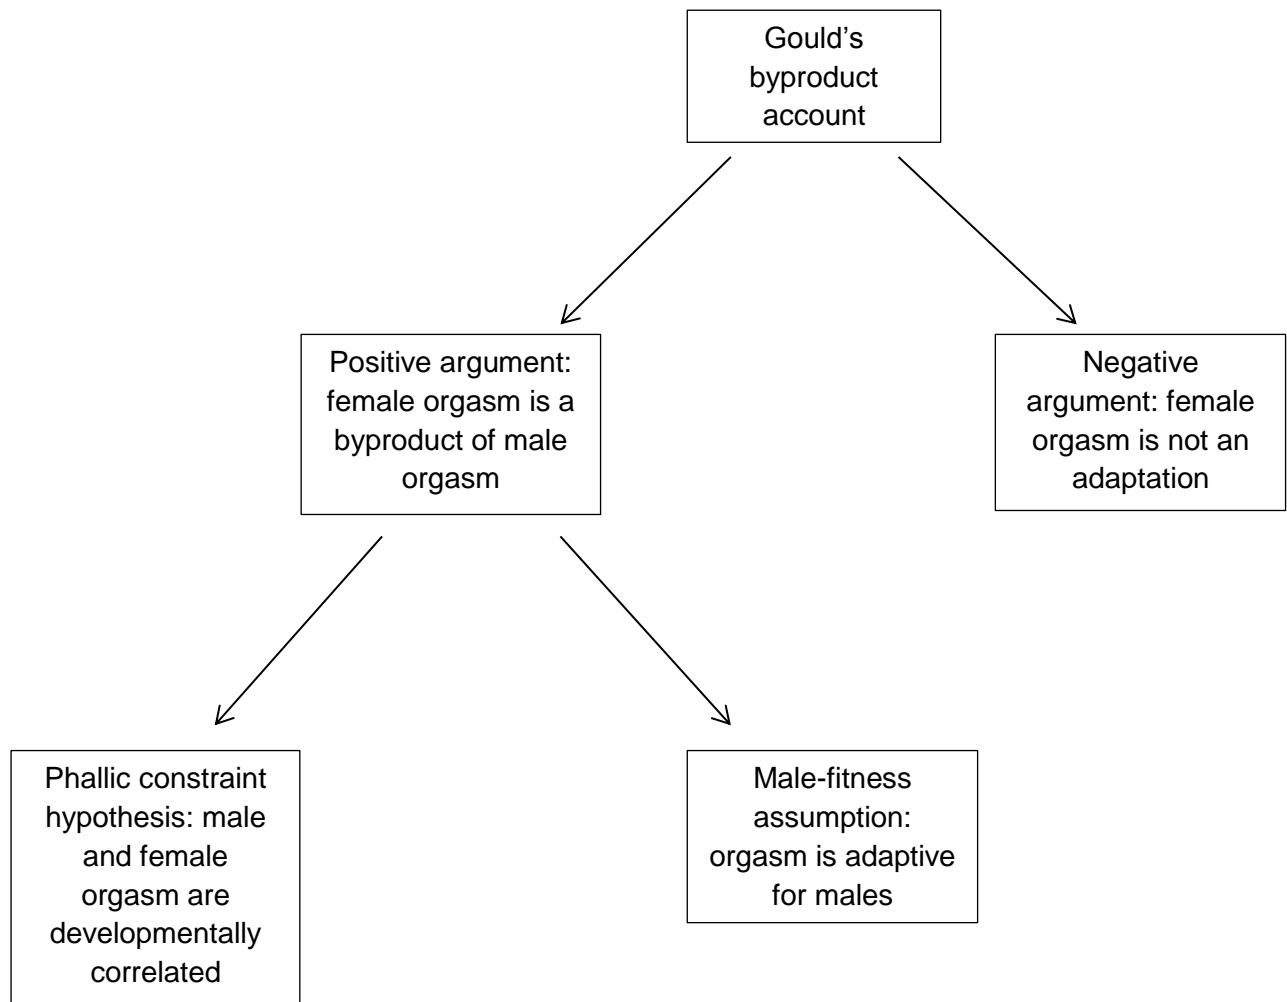 Gould’s
byproduct
account
Positive argument:
female orgasm is a
byproduct of male
orgasm
Negative
argument: female
orgasm is not an
adaptation
Phallic constraint
hypothesis: male
and female
orgasm are
developmentally
correlated
Male-fitness
assumption:
orgasm is adaptive
for males